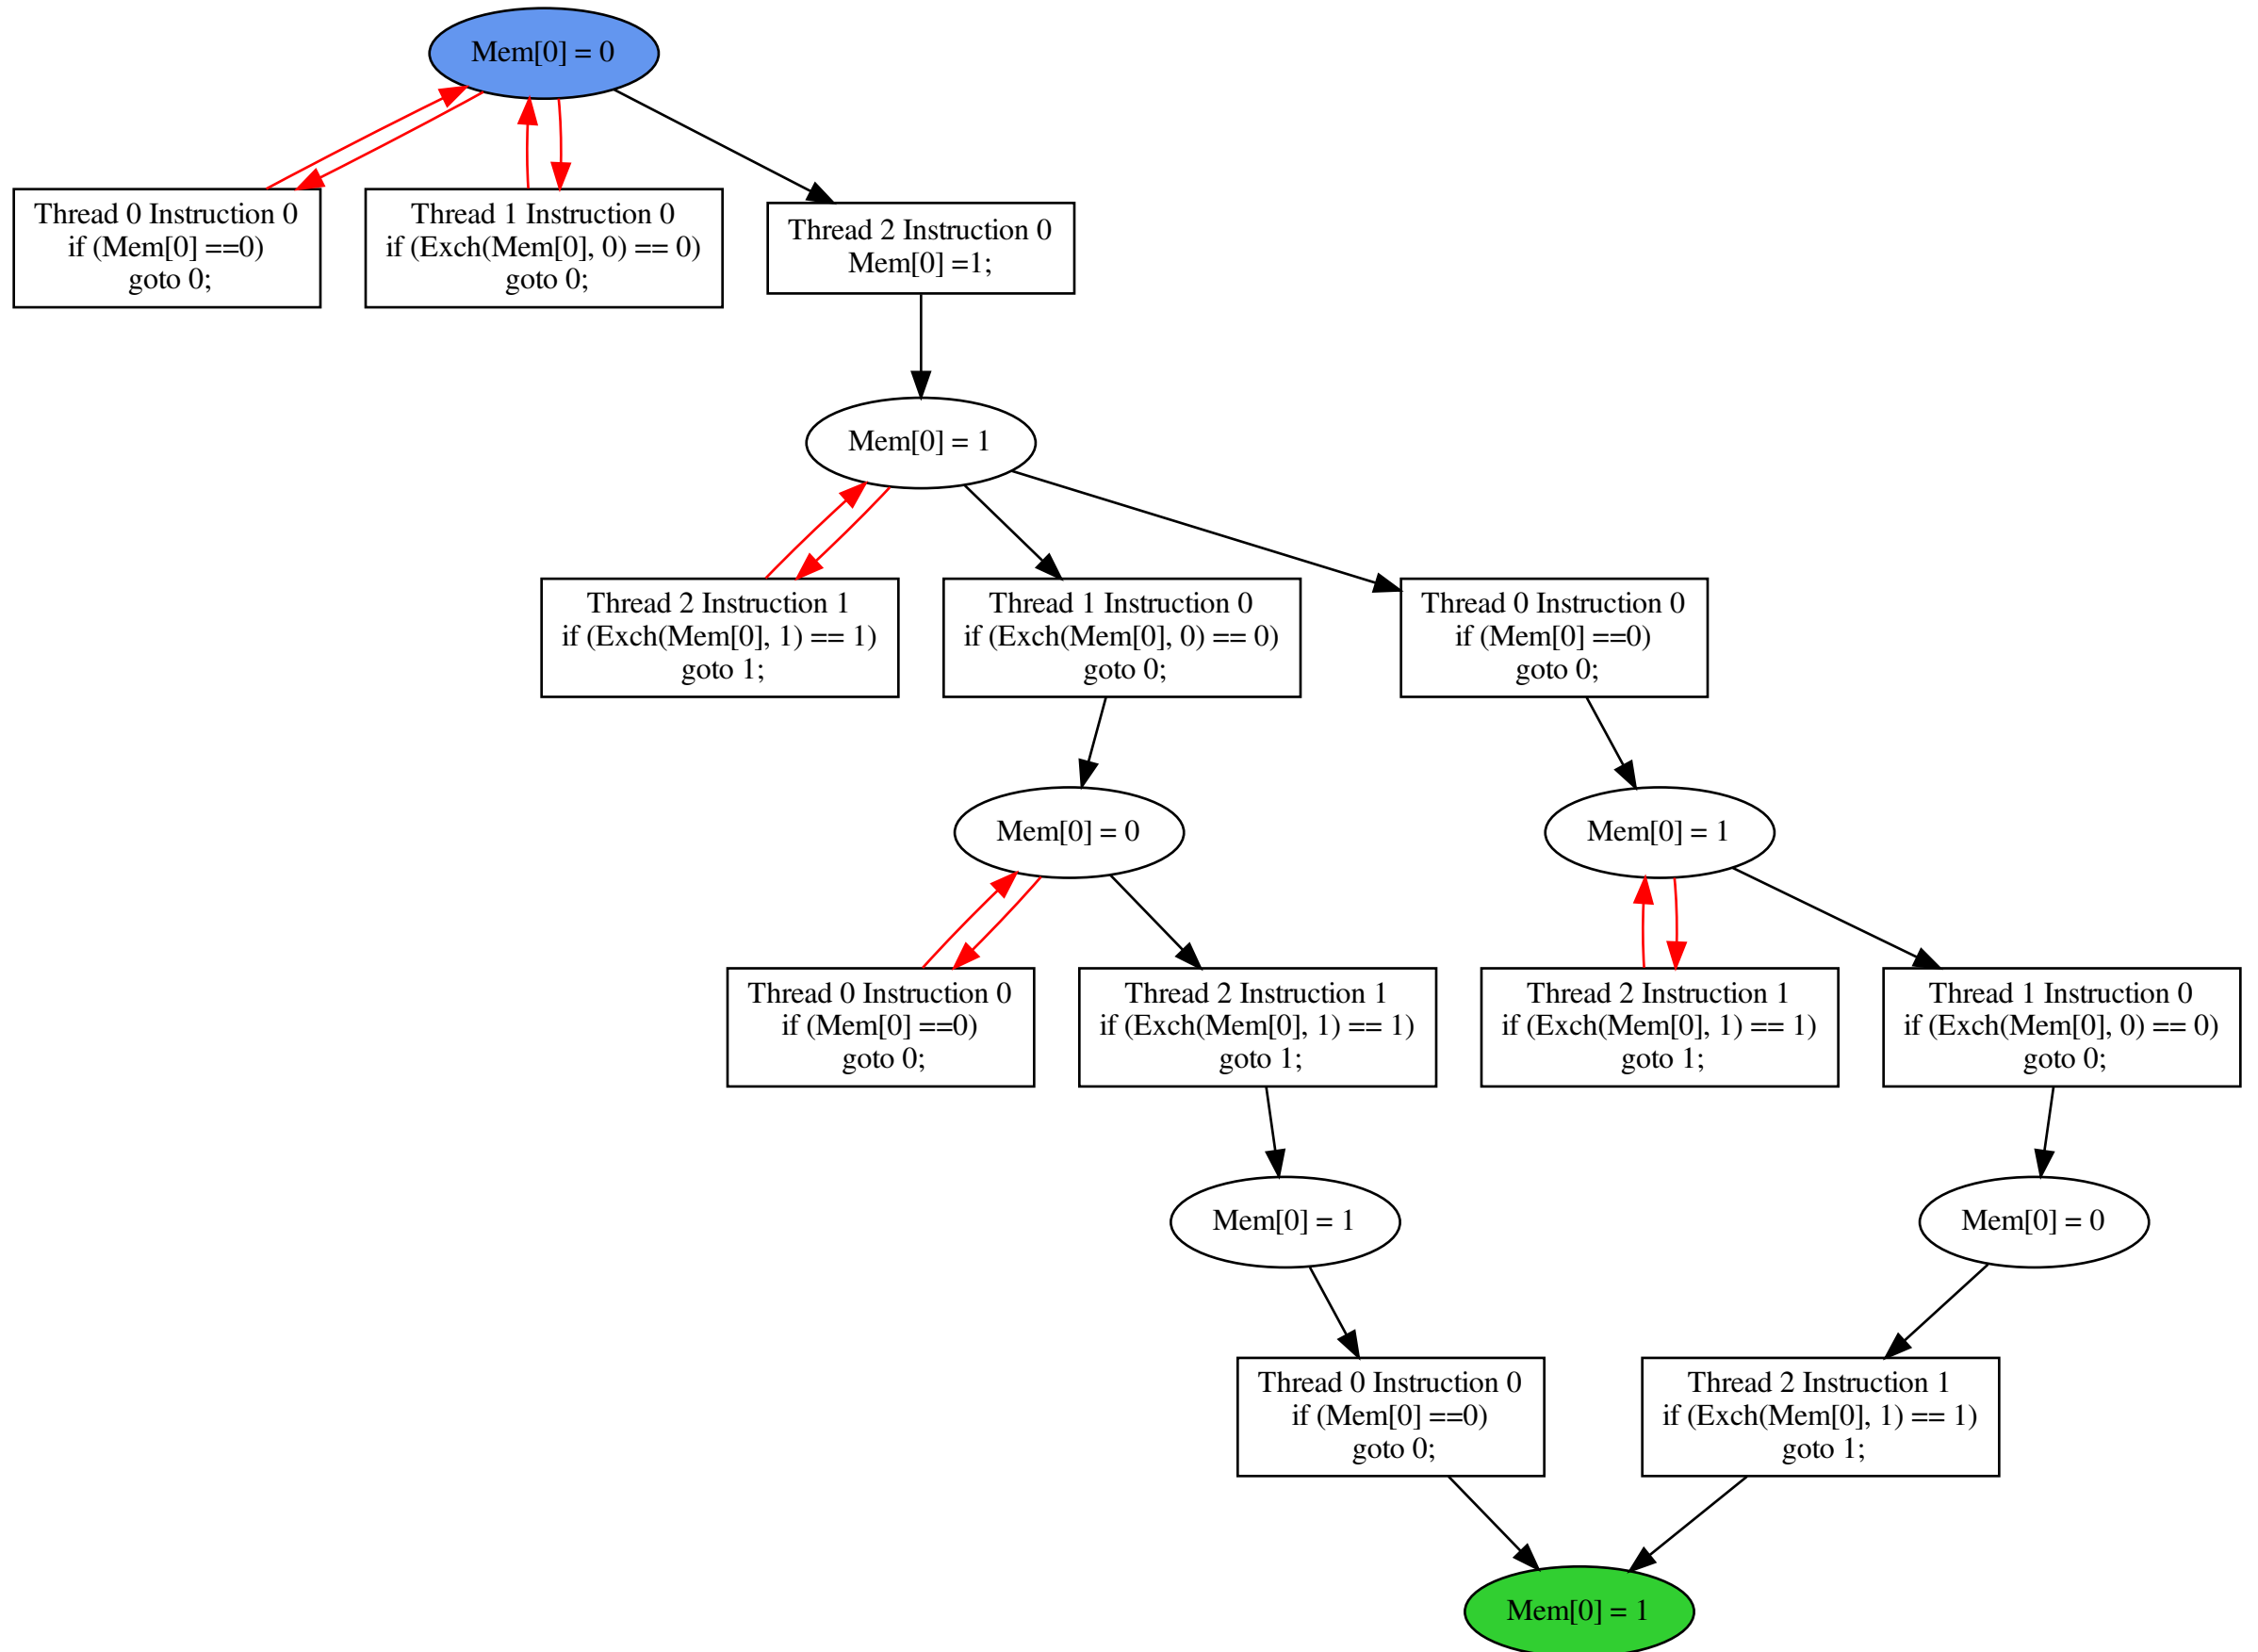 Mem[0] = 0
Thread 0 Instruction 0
if (Mem[0] ==0)
goto 0;
Thread 1 Instruction 0
if (Exch(Mem[0], 0) == 0)
goto 0;
Thread 2 Instruction 0
Mem[0] =1;
Mem[0] = 1
Thread 2 Instruction 1
if (Exch(Mem[0], 1) == 1)
goto 1;
Thread 1 Instruction 0
if (Exch(Mem[0], 0) == 0)
goto 0;
Thread 0 Instruction 0
if (Mem[0] ==0)
goto 0;
Mem[0] = 0
Mem[0] = 1
Thread 0 Instruction 0
if (Mem[0] ==0)
goto 0;
Thread 2 Instruction 1
if (Exch(Mem[0], 1) == 1)
goto 1;
Thread 2 Instruction 1
if (Exch(Mem[0], 1) == 1)
goto 1;
Thread 1 Instruction 0
if (Exch(Mem[0], 0) == 0)
goto 0;
Mem[0] = 1
Mem[0] = 0
Thread 0 Instruction 0
if (Mem[0] ==0)
goto 0;
Thread 2 Instruction 1
if (Exch(Mem[0], 1) == 1)
goto 1;
Mem[0] = 1